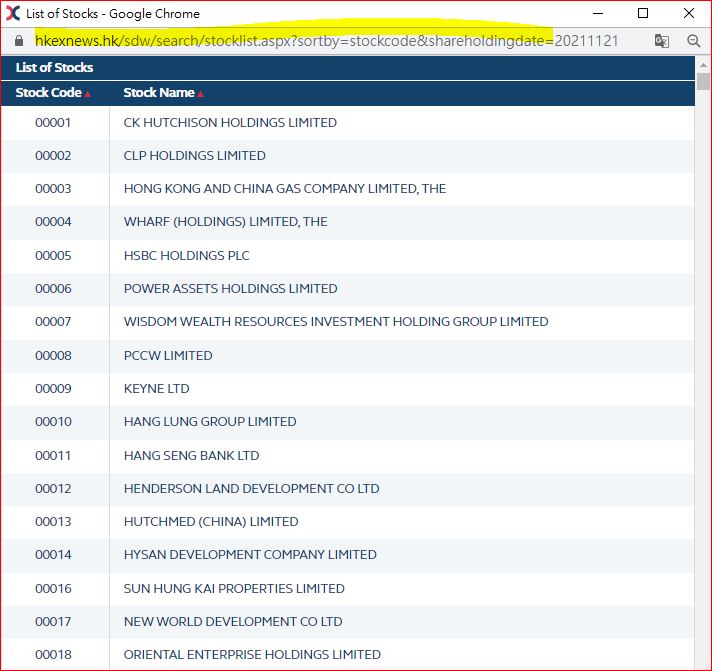 List of Stocks - Google Chrome
hkexnews.hk/sdw/search/stocklist.aspx?sortby=stockcode&shareholdingdate=20211121
List of Stocks
Stock Code Stock Name
00001 CK HUTCHISON HOLDINGS LIMITED
00002 CLP HOLDINGS LIMITED
00003 HONG KONG AND CHINA GAS COMPANY LIMITED, THE
00004 WHARF (HOLDINGS) LIMITED, THE
00005 HSBC HOLDINGS PLC
00006 POWER ASSETS HOLDINGS LIMITED
00007 WISDOM WEALTH RESOURCES INVESTMENT HOLDING GROUP LIMITED
00008 PCCW LIMITED
00009 KEYNE LTD
00010 HANG LUNG GROUP LIMITED
00011 HANG SENG BANK LTD
00012 HENDERSON LAND DEVELOPMENT CO LTD
00013 HUTCHMED (CHINA) LIMITED
00014 HYSAN DEVELOPMENT COMPANY LIMITED
00016 SUN HUNG KAI PROPERTIES LIMITED
00017 NEW WORLD DEVELOPMENT CO LTD
00018 ORIENTAL ENTERPRISE HOLDINGS LIMITED